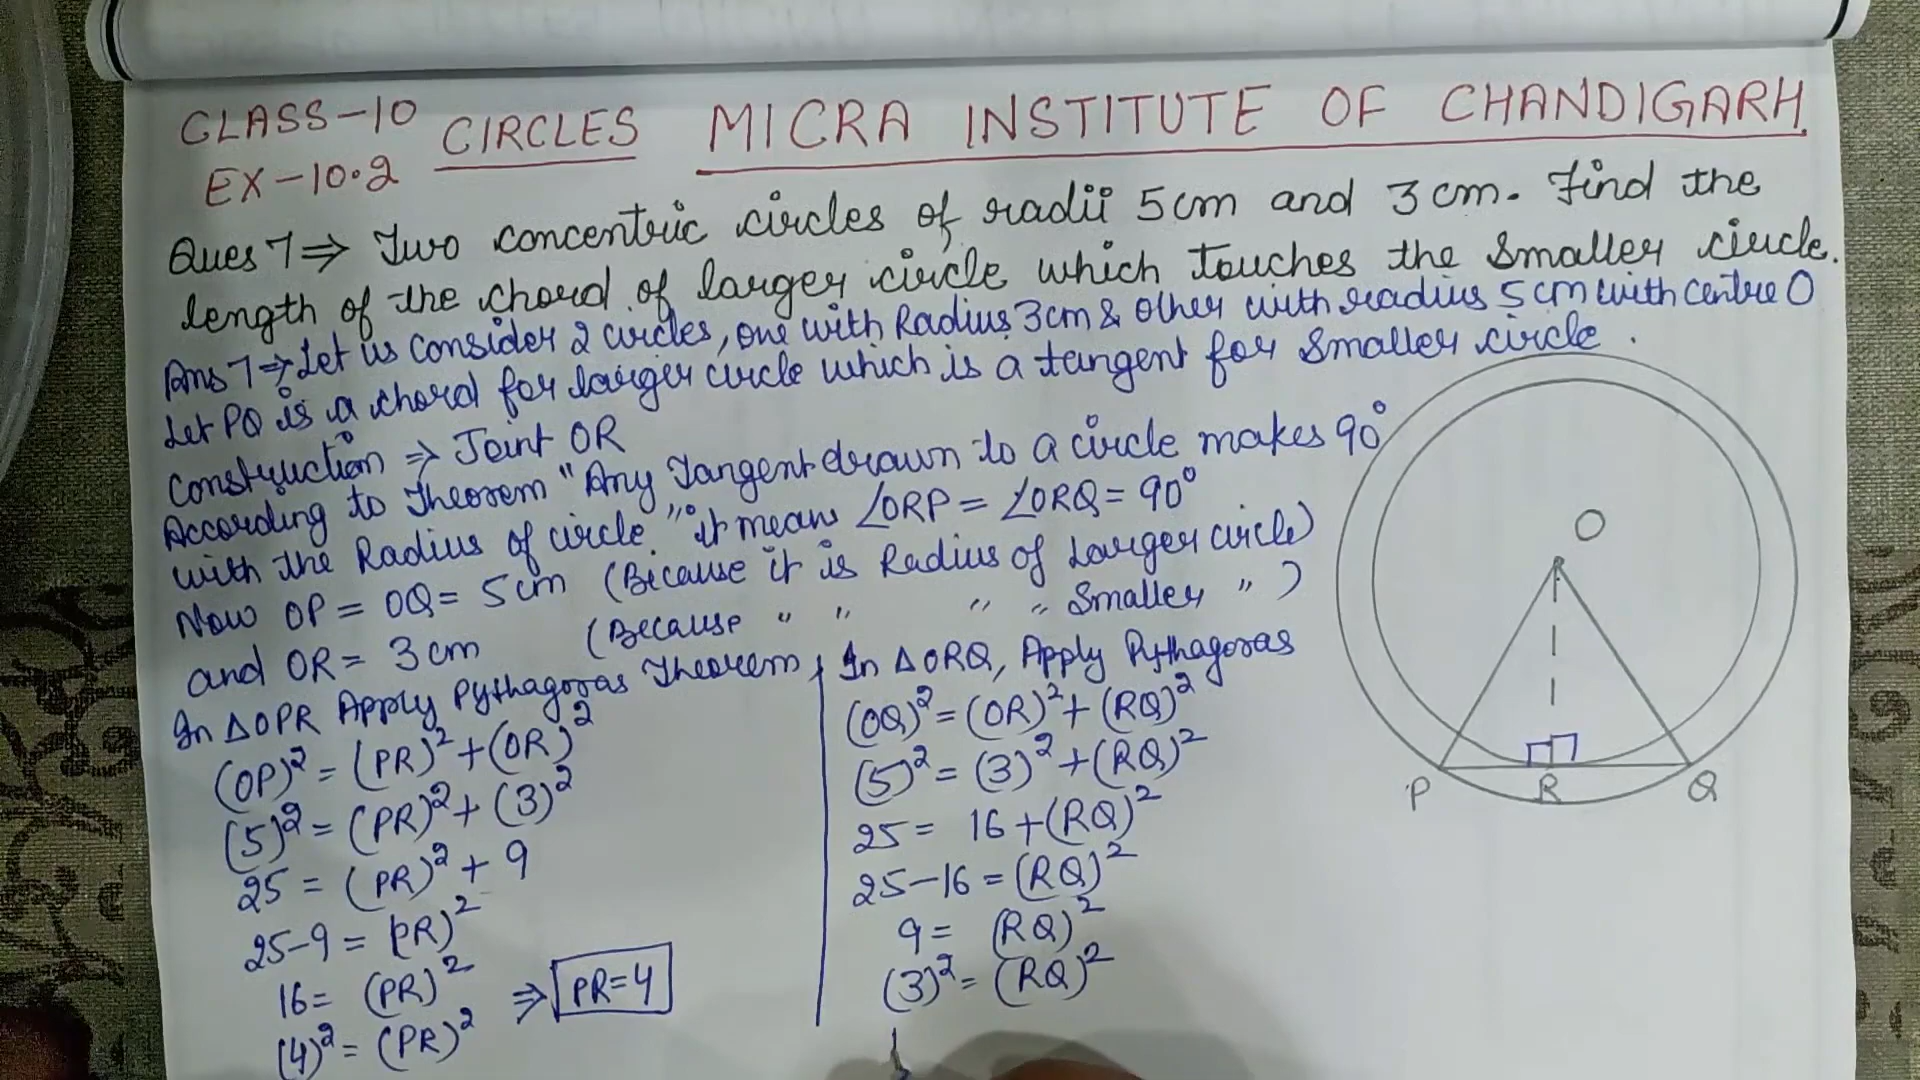 CLASS-10 CIRCLES MICRA INSTITUTE OF CHANDIGARH
EX-10.2
Ques 7⇒ Two concentric circles of radii 5cm and 3cm. Find the
length of the chord of larger circle which touches the smaller circle.
Ans 7⇒ Let us consider 2 circles, one with Radius 3cm & other with radius 5cm with centre O
Let PQ is a chord for larger circle which is a tangent for smaller circle.
Construction ⇒ Joint OR
According to Theorem "Any Tangent drawn to a circle makes 90°
with the Radius of circle." it means ∠ORP = ∠ORQ = 90°
Now OP = OQ = 5cm (Because it is Radius of Larger circle)
and OR = 3cm (Because " " " " Smaller ")
In △OPR Apply Pythagoras Theorem,
(OP)² = (PR)² + (OR)²
(5)² = (PR)² + (3)²
25 = (PR)² + 9
25-9 = (PR)²
16 = (PR)²
(4)² = (PR)² ⇒ PR=4
In △ORQ, Apply Pythagoras
(OQ)² = (OR)² + (RQ)²
(5)² = (3)² + (RQ)²
25 = 16 + (RQ)²
25-16 = (RQ)²
9 = (RQ)²
(3)² = (RQ)²
O
P R Q